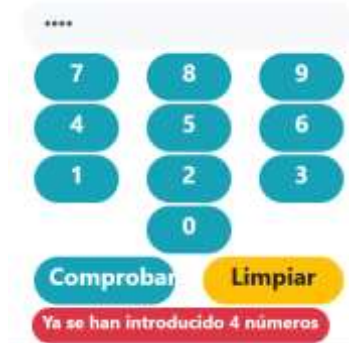 ****
7 8 9
4 5 6
1 2 3
0
Comprobar Limpiar
Ya se han introducido 4 números